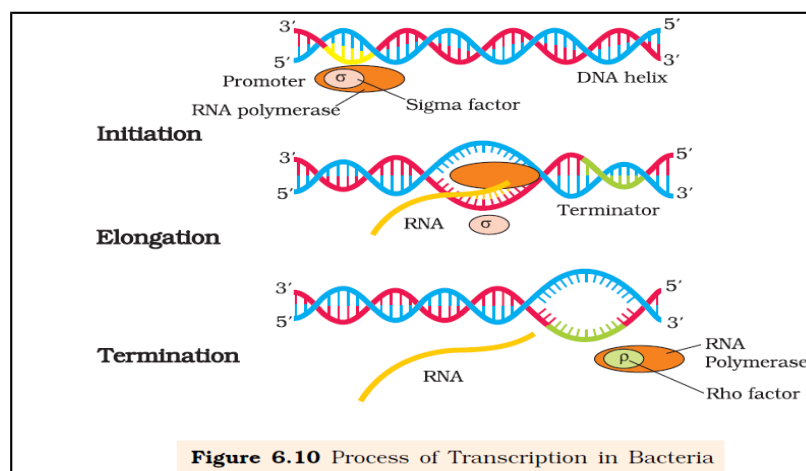 3′ 5′
5′ 3′
Promoter σ DNA helix
RNA polymerase Sigma factor
Initiation
3′ 5′
5′ 3′
RNA σ Terminator
Elongation
3′ 5′
5′ 3′
Termination RNA
Polymerase
RNA ρ
Rho factor
Figure 6.10 Process of Transcription in Bacteria